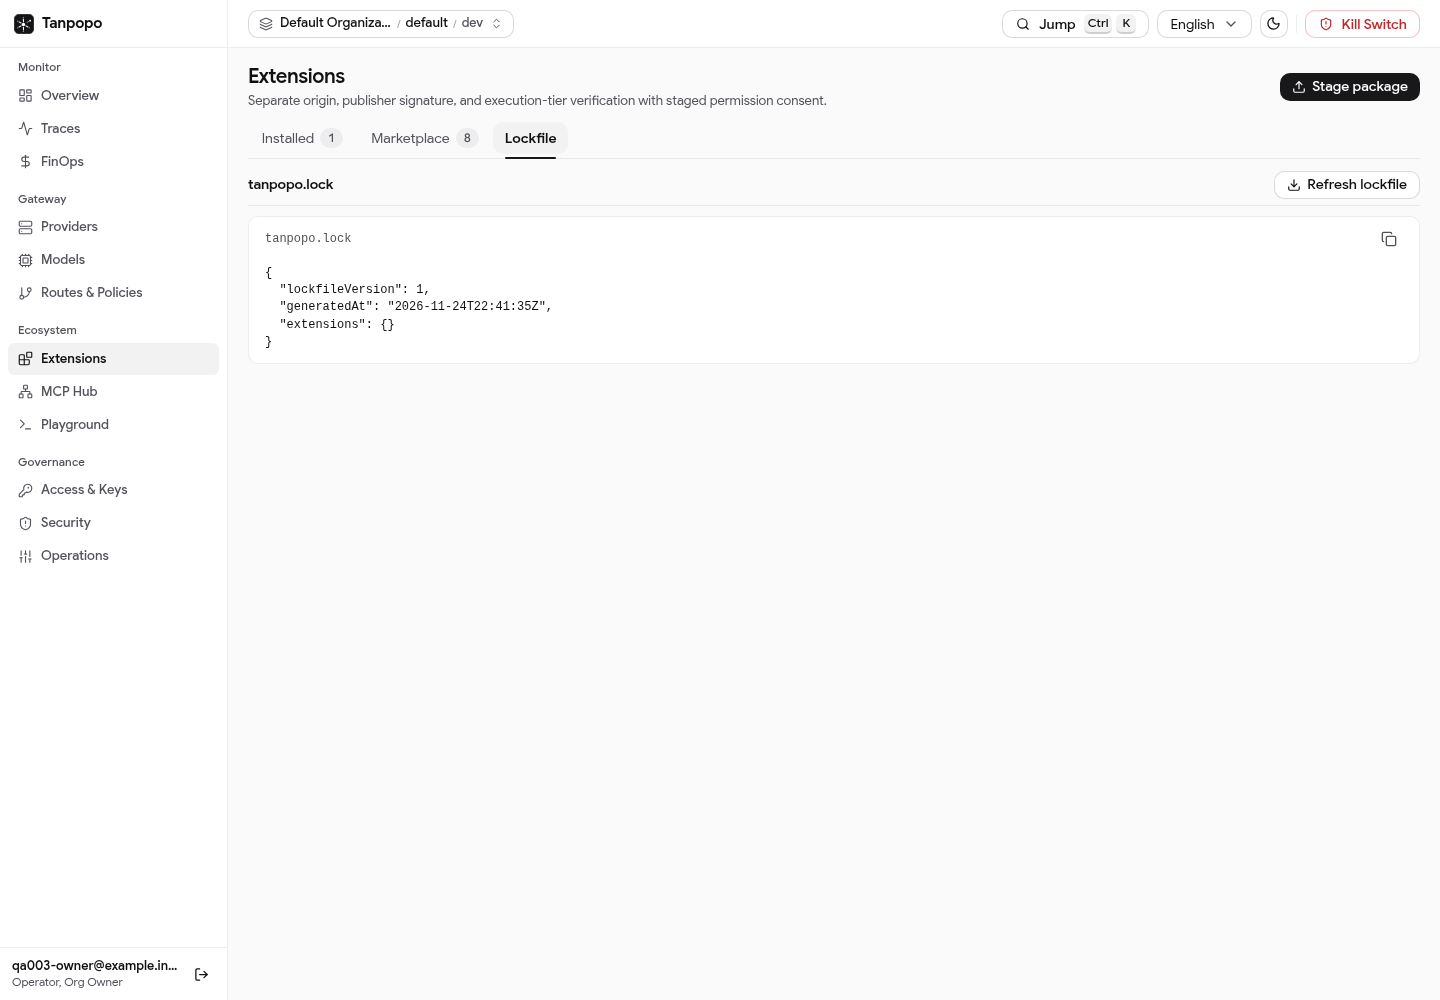 Tanpopo
Default Organiza... / default / dev
Jump Ctrl K
English
Kill Switch
Monitor
Overview
Traces
FinOps
Gateway
Providers
Models
Routes & Policies
Ecosystem
Extensions
MCP Hub
Playground
Governance
Access & Keys
Security
Operations
qa003-owner@example.in...
Operator, Org Owner
Extensions
Separate origin, publisher signature, and execution-tier verification with staged permission consent.
Stage package
Installed 1
Marketplace 8
Lockfile
tanpopo.lock
Refresh lockfile
tanpopo.lock
{
  "lockfileVersion": 1,
  "generatedAt": "2026-11-24T22:41:35Z",
  "extensions": {}
}